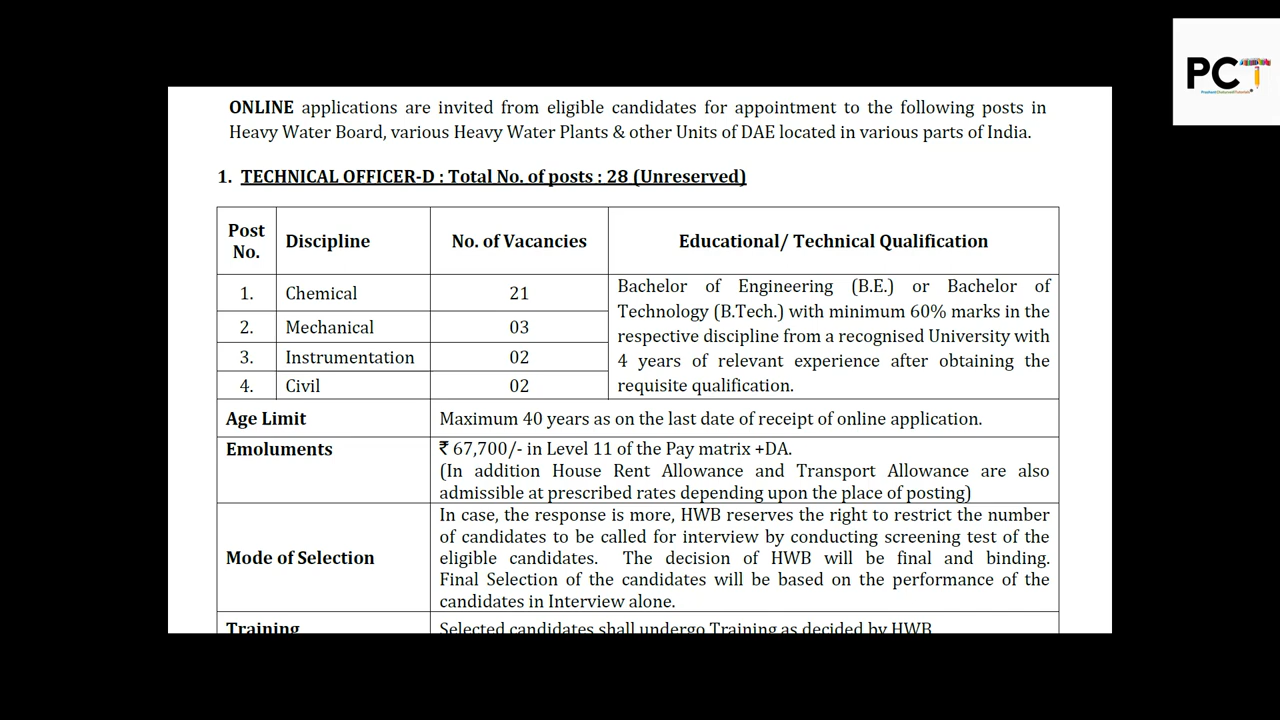 ONLINE applications are invited from eligible candidates for appointment to the following posts in
Heavy Water Board, various Heavy Water Plants & other Units of DAE located in various parts of India.
1. TECHNICAL OFFICER-D : Total No. of posts : 28 (Unreserved)
Post No. Discipline No. of Vacancies Educational/ Technical Qualification
1. Chemical 21
2. Mechanical 03
3. Instrumentation 02
4. Civil 02
Bachelor of Engineering (B.E.) or Bachelor of
Technology (B.Tech.) with minimum 60% marks in the
respective discipline from a recognised University with
4 years of relevant experience after obtaining the
requisite qualification.
Age Limit Maximum 40 years as on the last date of receipt of online application.
Emoluments ₹ 67,700/- in Level 11 of the Pay matrix +DA.
(In addition House Rent Allowance and Transport Allowance are also
admissible at prescribed rates depending upon the place of posting)
Mode of Selection
In case, the response is more, HWB reserves the right to restrict the number
of candidates to be called for interview by conducting screening test of the
eligible candidates. The decision of HWB will be final and binding.
Final Selection of the candidates will be based on the performance of the
candidates in Interview alone.
Training Selected candidates shall undergo Training as decided by HWB
PCT